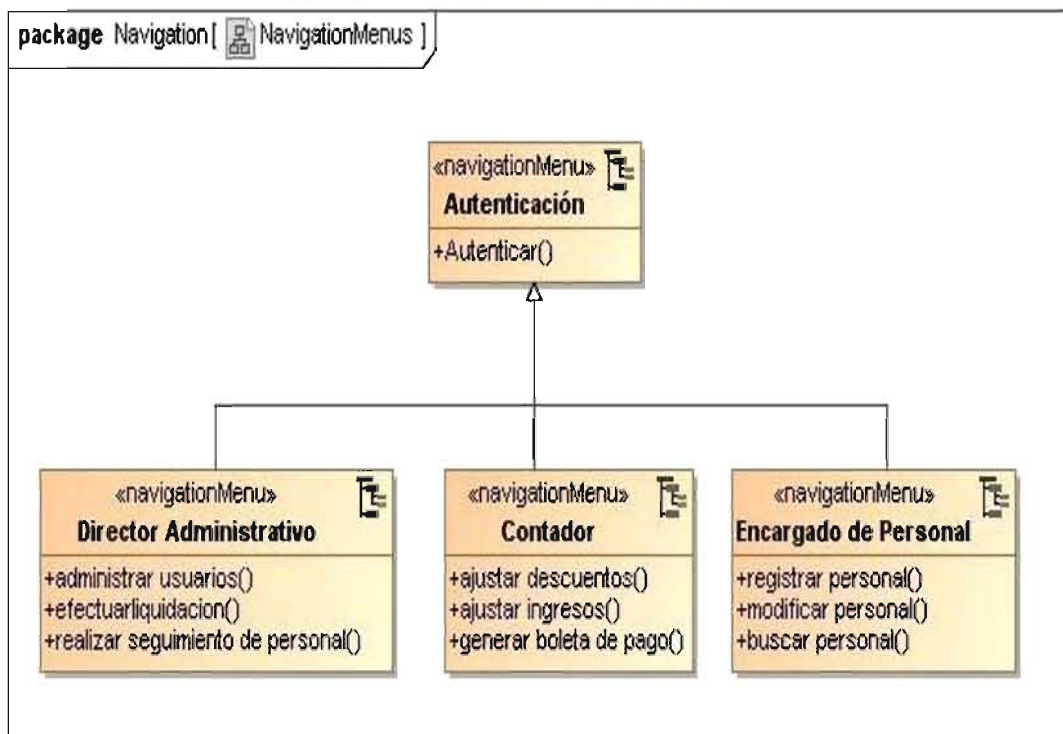 package Navigation[ NavigationMenus ]
«navigationMenu»
Autenticación
+Autenticar()
«navigationMenu»
Director Administrativo
+administrar usuarios()
+efectuarliquidacion()
+realizar seguimiento de personal()
«navigationMenu»
Contador
+ajustar descuentos()
+ajustar ingresos()
+generar boleta de pago()
«navigationMenu»
Encargado de Personal
+registrar personal()
+modificar personal()
+buscar personal()